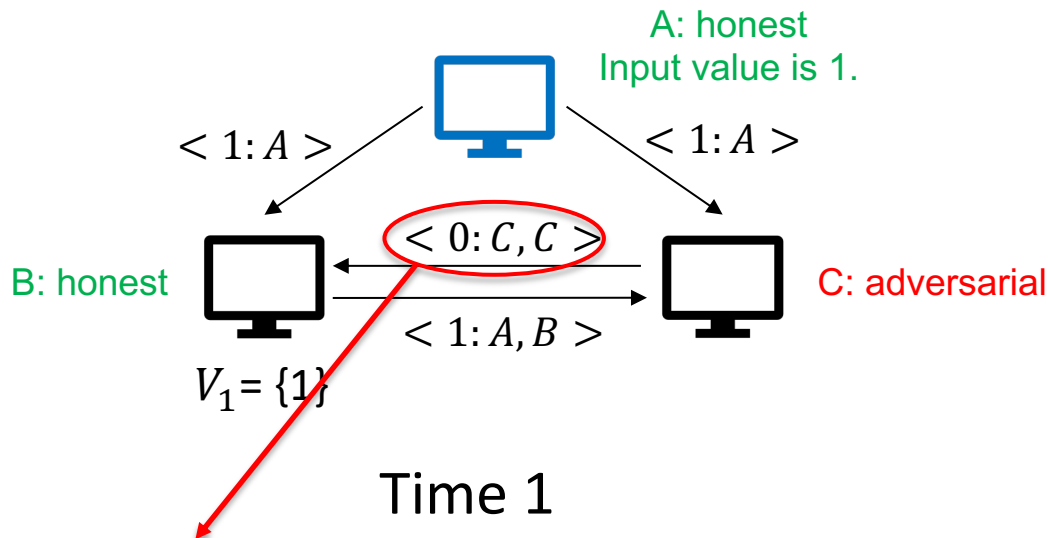 A: honest
Input value is 1.
< 1: A >
< 1: A >
< 0: C, C >
B: honest
C: adversarial
< 1: A, B >
V₁= {1}
Time 1